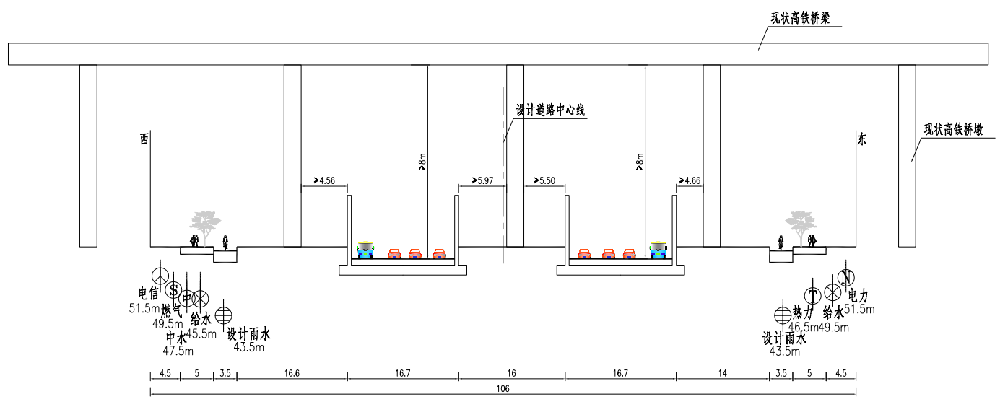 现状高铁桥梁
设计道路中心线
现状高铁桥墩
西
东
>8m
>8m
>4.56
>5.97
>5.50
>4.66
电信
51.5m
S
燃气
49.5m
中
中水
47.5m
给水
45.5m
设计雨水
43.5m
设计雨水
43.5m
T
热力
46.5m
给水
49.5m
N
电力
51.5m
4.5 5 3.5 16.6 16.7 16 16.7 14 3.5 5 4.5
106